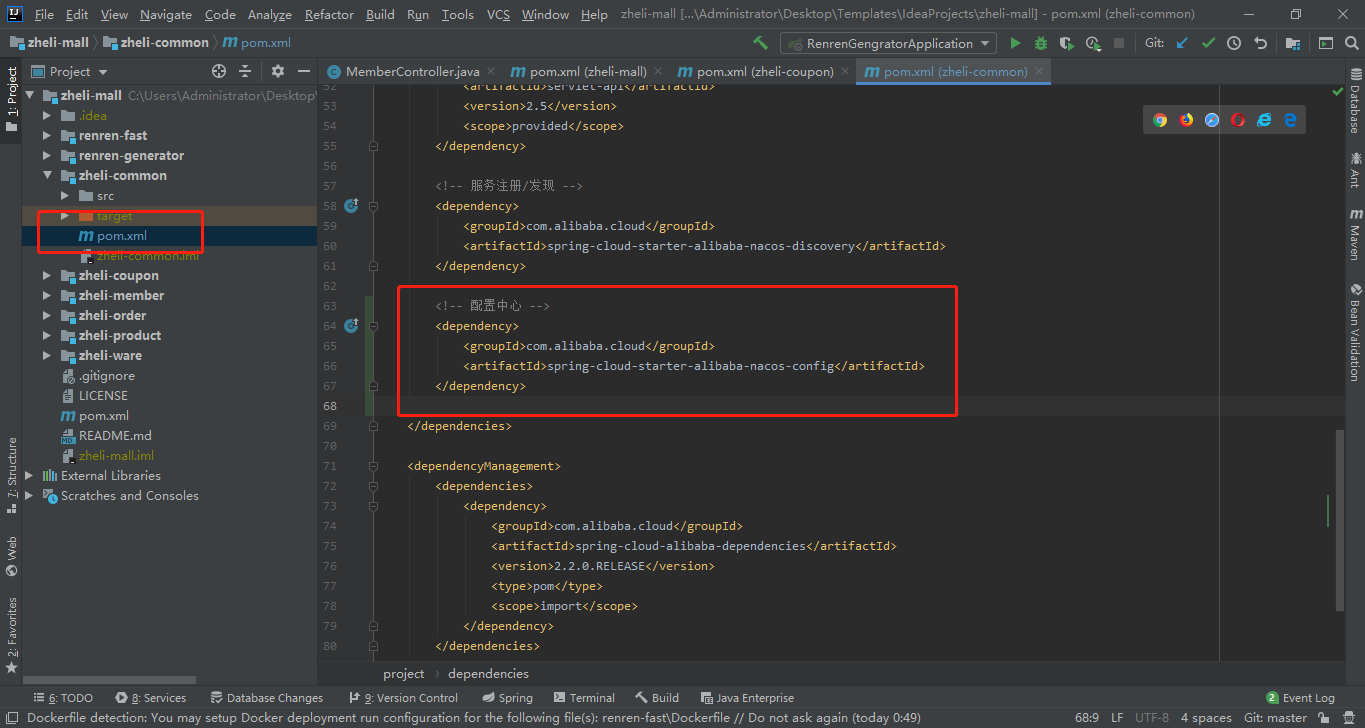 File Edit View Navigate Code Analyze Refactor Build Run Tools VCS Window Help zheli-mall [...\Administrator\Desktop\Templates\IdeaProjects\zheli-mall] - pom.xml (zheli-common)
zheli-mall zheli-common pom.xml RenrenGengratorApplication Git:
1: Project
Project
MemberController.java pom.xml (zheli-mall) pom.xml (zheli-coupon) pom.xml (zheli-common)
zheli-mall C:\Users\Administrator\Desktop\
.idea
renren-fast
renren-generator
zheli-common
src
target
pom.xml
zheli-common.iml
zheli-coupon
zheli-member
zheli-order
zheli-product
zheli-ware
.gitignore
LICENSE
pom.xml
README.md
zheli-mall.iml
External Libraries
Scratches and Consoles
7: Structure
Web
2: Favorites
52 <artifactId>servlet-api</artifactId>
53 <version>2.5</version>
54 <scope>provided</scope>
55 </dependency>
56
57 <!-- 服务注册/发现 -->
58 <dependency>
59 <groupId>com.alibaba.cloud</groupId>
60 <artifactId>spring-cloud-starter-alibaba-nacos-discovery</artifactId>
61 </dependency>
62
63 <!-- 配置中心 -->
64 <dependency>
65 <groupId>com.alibaba.cloud</groupId>
66 <artifactId>spring-cloud-starter-alibaba-nacos-config</artifactId>
67 </dependency>
68
69 </dependencies>
70
71 <dependencyManagement>
72 <dependencies>
73 <dependency>
74 <groupId>com.alibaba.cloud</groupId>
75 <artifactId>spring-cloud-alibaba-dependencies</artifactId>
76 <version>2.2.0.RELEASE</version>
77 <type>pom</type>
78 <scope>import</scope>
79 </dependency>
80 </dependencies>
project dependencies
Database
Ant
Maven
Bean Validation
6: TODO 8: Services Database Changes 9: Version Control Spring Terminal Build Java Enterprise 2 Event Log
Dockerfile detection: You may setup Docker deployment run configuration for the following file(s): renren-fast\Dockerfile // Do not ask again (today 0:49) 68:9 LF UTF-8 4 spaces Git: master